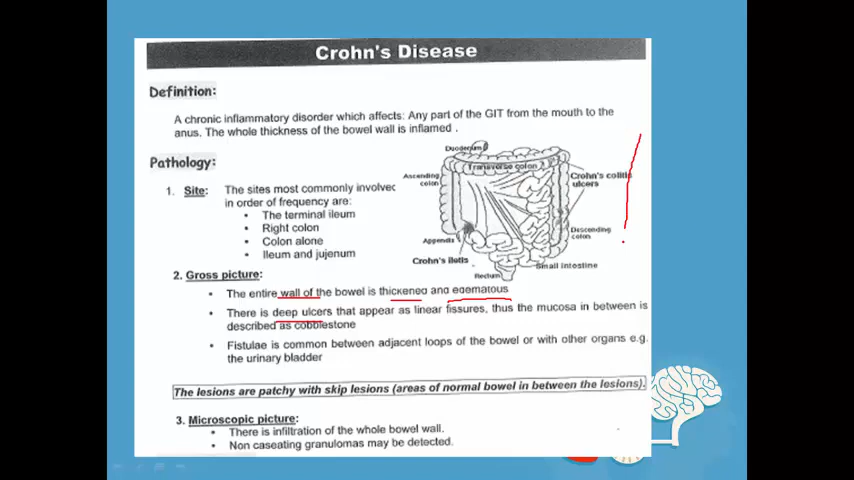 Crohn's Disease
Definition:
A chronic inflammatory disorder which affects: Any part of the GIT from the mouth to the
anus. The whole thickness of the bowel wall is inflamed .
Pathology:
1. Site: The sites most commonly involved
in order of frequency are:
• The terminal ileum
• Right colon
• Colon alone
• Ileum and jujenum
Duodenum
Transverse colon
Ascending
colon
Crohn's colitis
ulcers
Descending
colon
Appendix
Crohn's ileitis
Rectum
Small intestine
2. Gross picture:
• The entire wall of the bowel is thickened and edematous
• There is deep ulcers that appear as linear fissures, thus the mucosa in between is
described as cobblestone
• Fistulae is common between adjacent loops of the bowel or with other organs e.g.
the urinary bladder
The lesions are patchy with skip lesions (areas of normal bowel in between the lesions).
3. Microscopic picture:
• There is infiltration of the whole bowel wall.
• Non caseating granulomas may be detected.